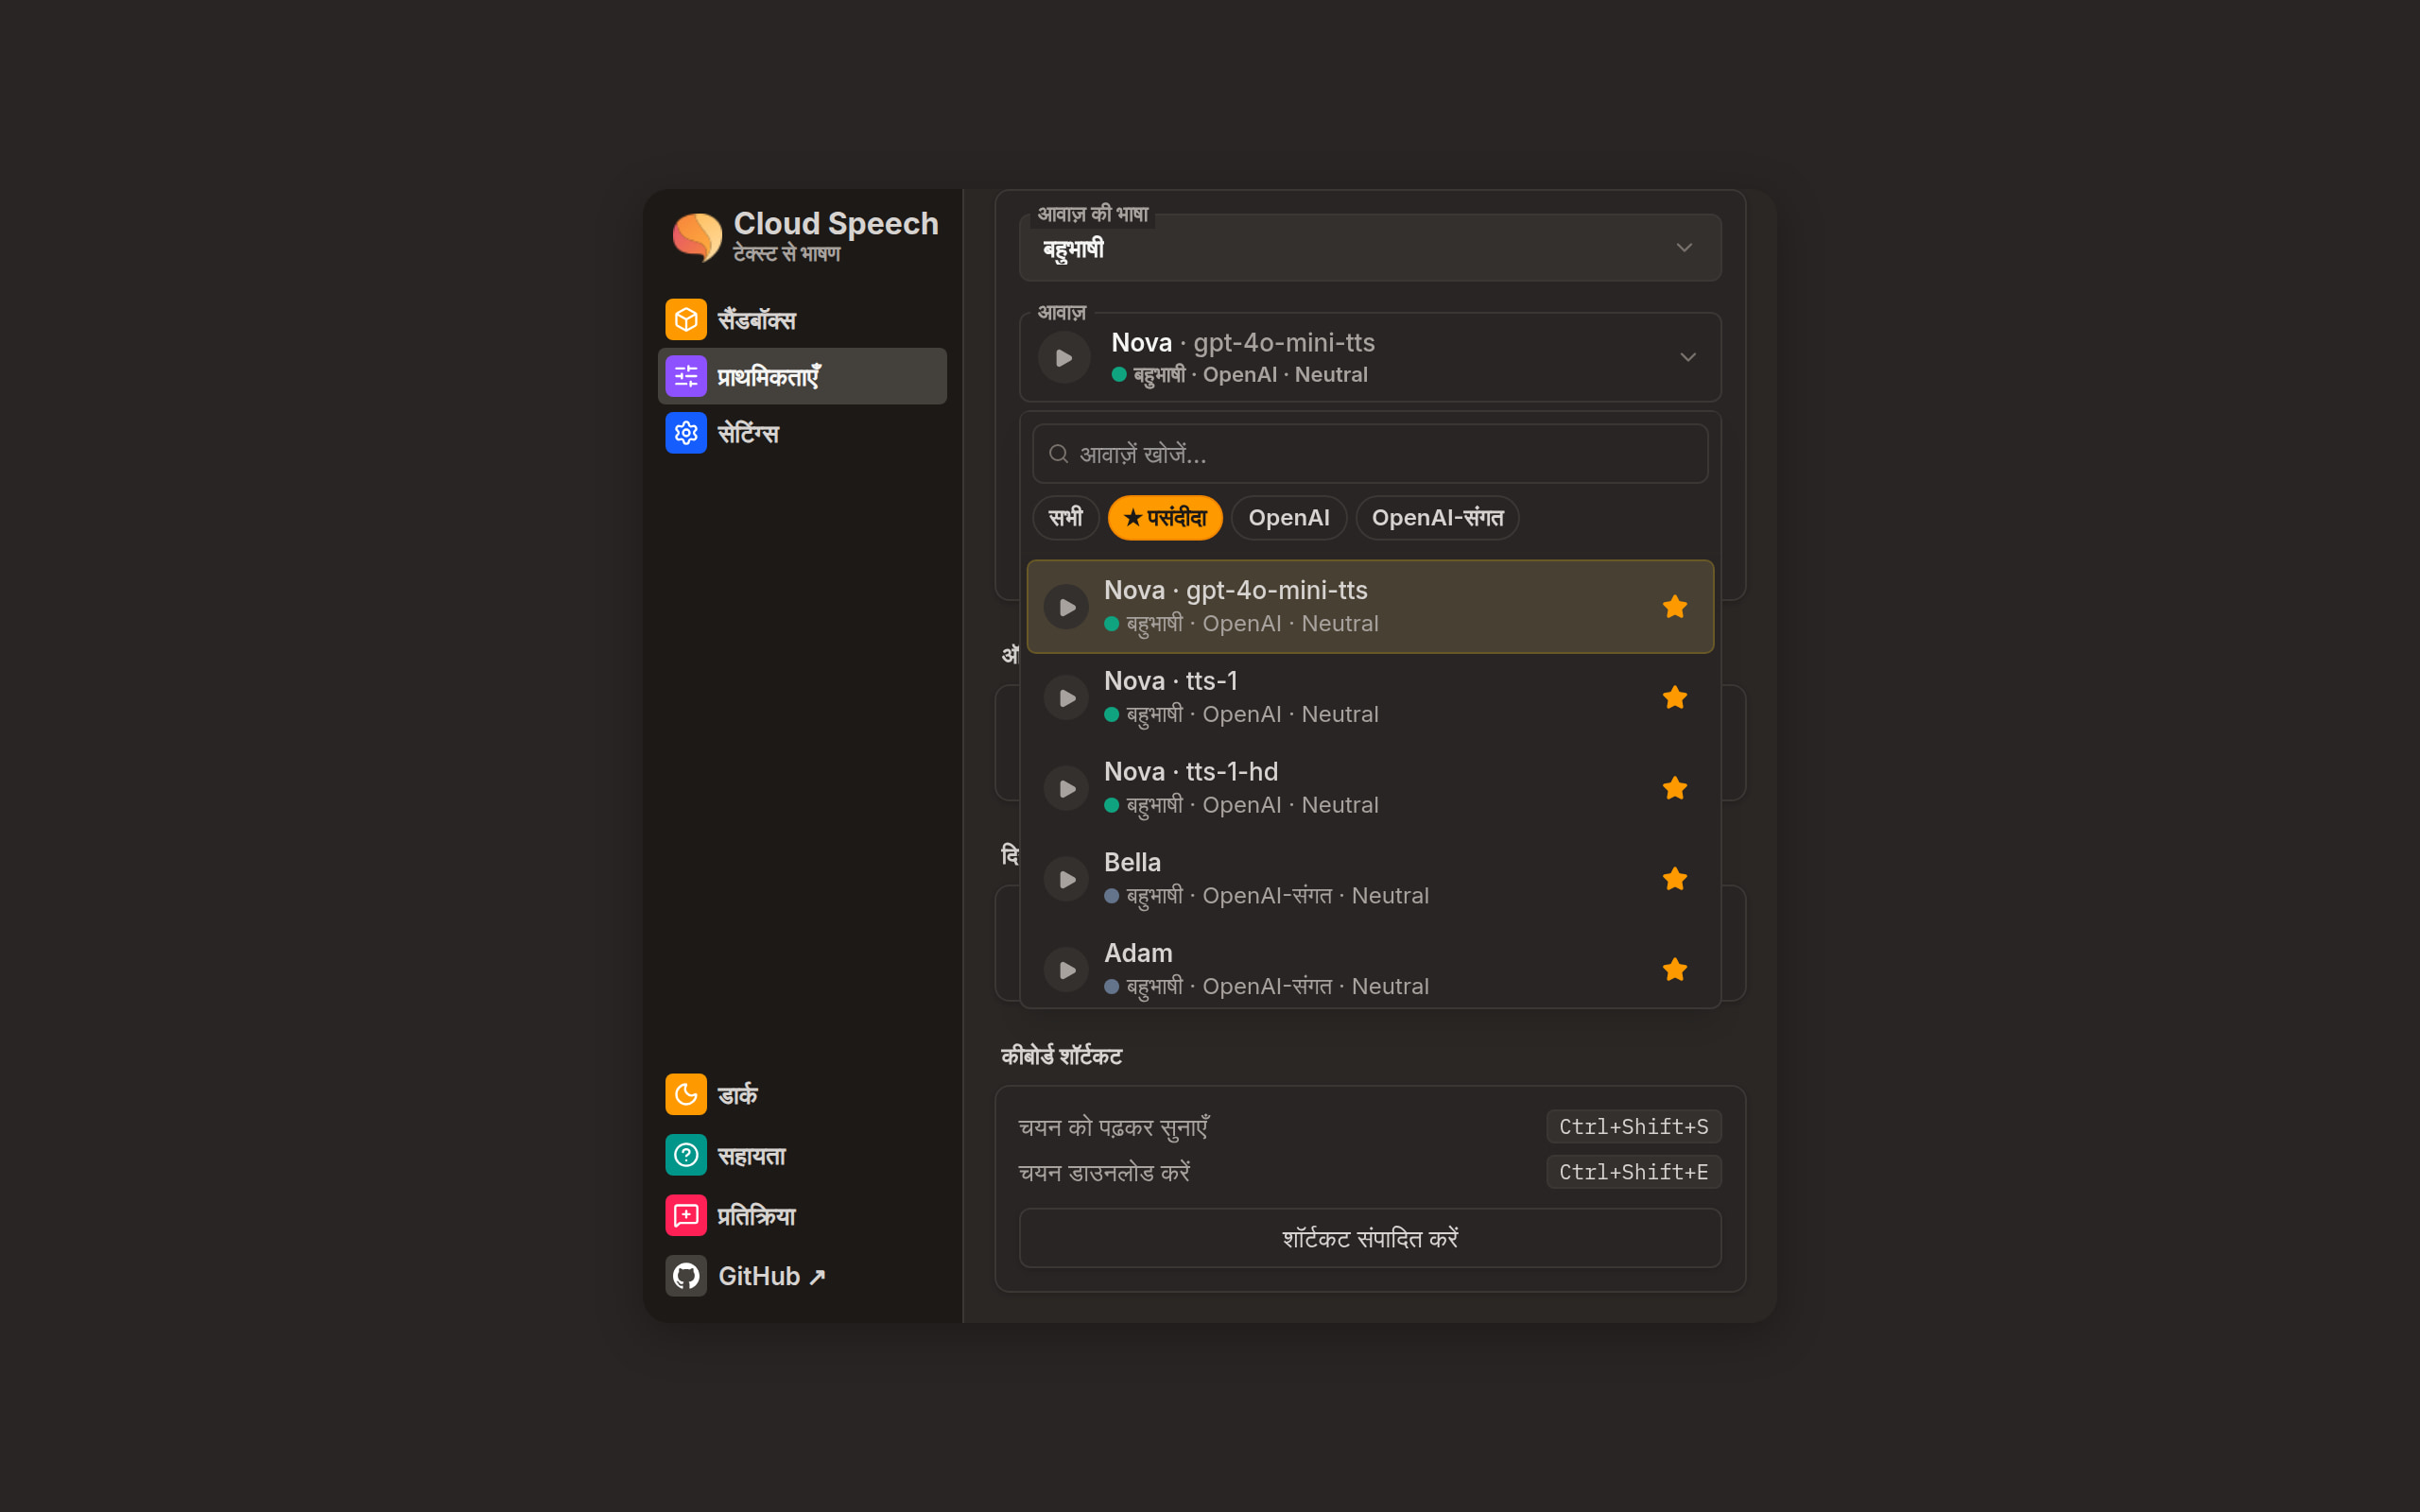 Cloud Speech
टेक्स्ट से भाषण
सैंडबॉक्स
प्राथमिकताएँ
सेटिंग्स
डार्क
सहायता
प्रतिक्रिया
GitHub ↗
आवाज़ की भाषा
बहुभाषी
आवाज़
Nova · gpt-4o-mini-tts
बहुभाषी · OpenAI · Neutral
आवाज़ें खोजें...
सभी ★ पसंदीदा OpenAI OpenAI-संगत
Nova · gpt-4o-mini-tts
बहुभाषी · OpenAI · Neutral
Nova · tts-1
बहुभाषी · OpenAI · Neutral
Nova · tts-1-hd
बहुभाषी · OpenAI · Neutral
Bella
बहुभाषी · OpenAI-संगत · Neutral
Adam
बहुभाषी · OpenAI-संगत · Neutral
कीबोर्ड शॉर्टकट
चयन को पढ़कर सुनाएँ Ctrl+Shift+S
चयन डाउनलोड करें Ctrl+Shift+E
शॉर्टकट संपादित करें